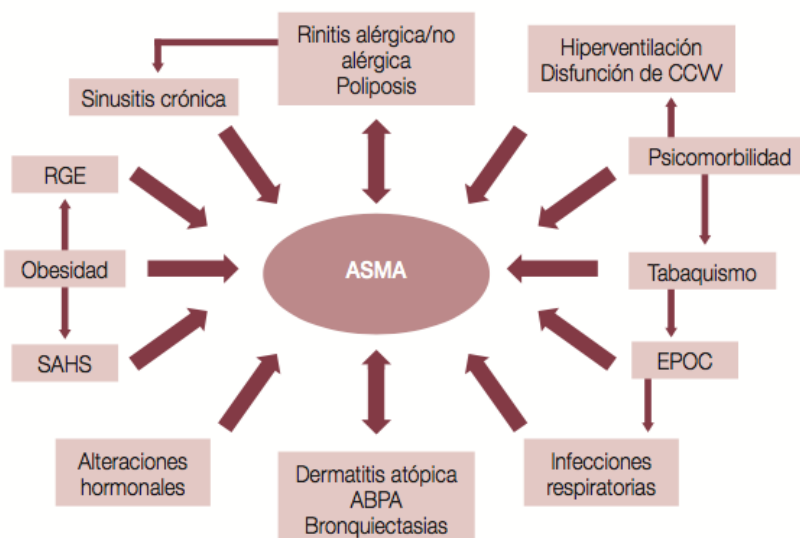 Rinitis alérgica/no
alérgica
Poliposis
Hiperventilación
Disfunción de CCVV
Sinusitis crónica
Psicomorbilidad
RGE
Obesidad
ASMA
Tabaquismo
SAHS
EPOC
Alteraciones
hormonales
Dermatitis atópica
ABPA
Bronquiectasias
Infecciones
respiratorias